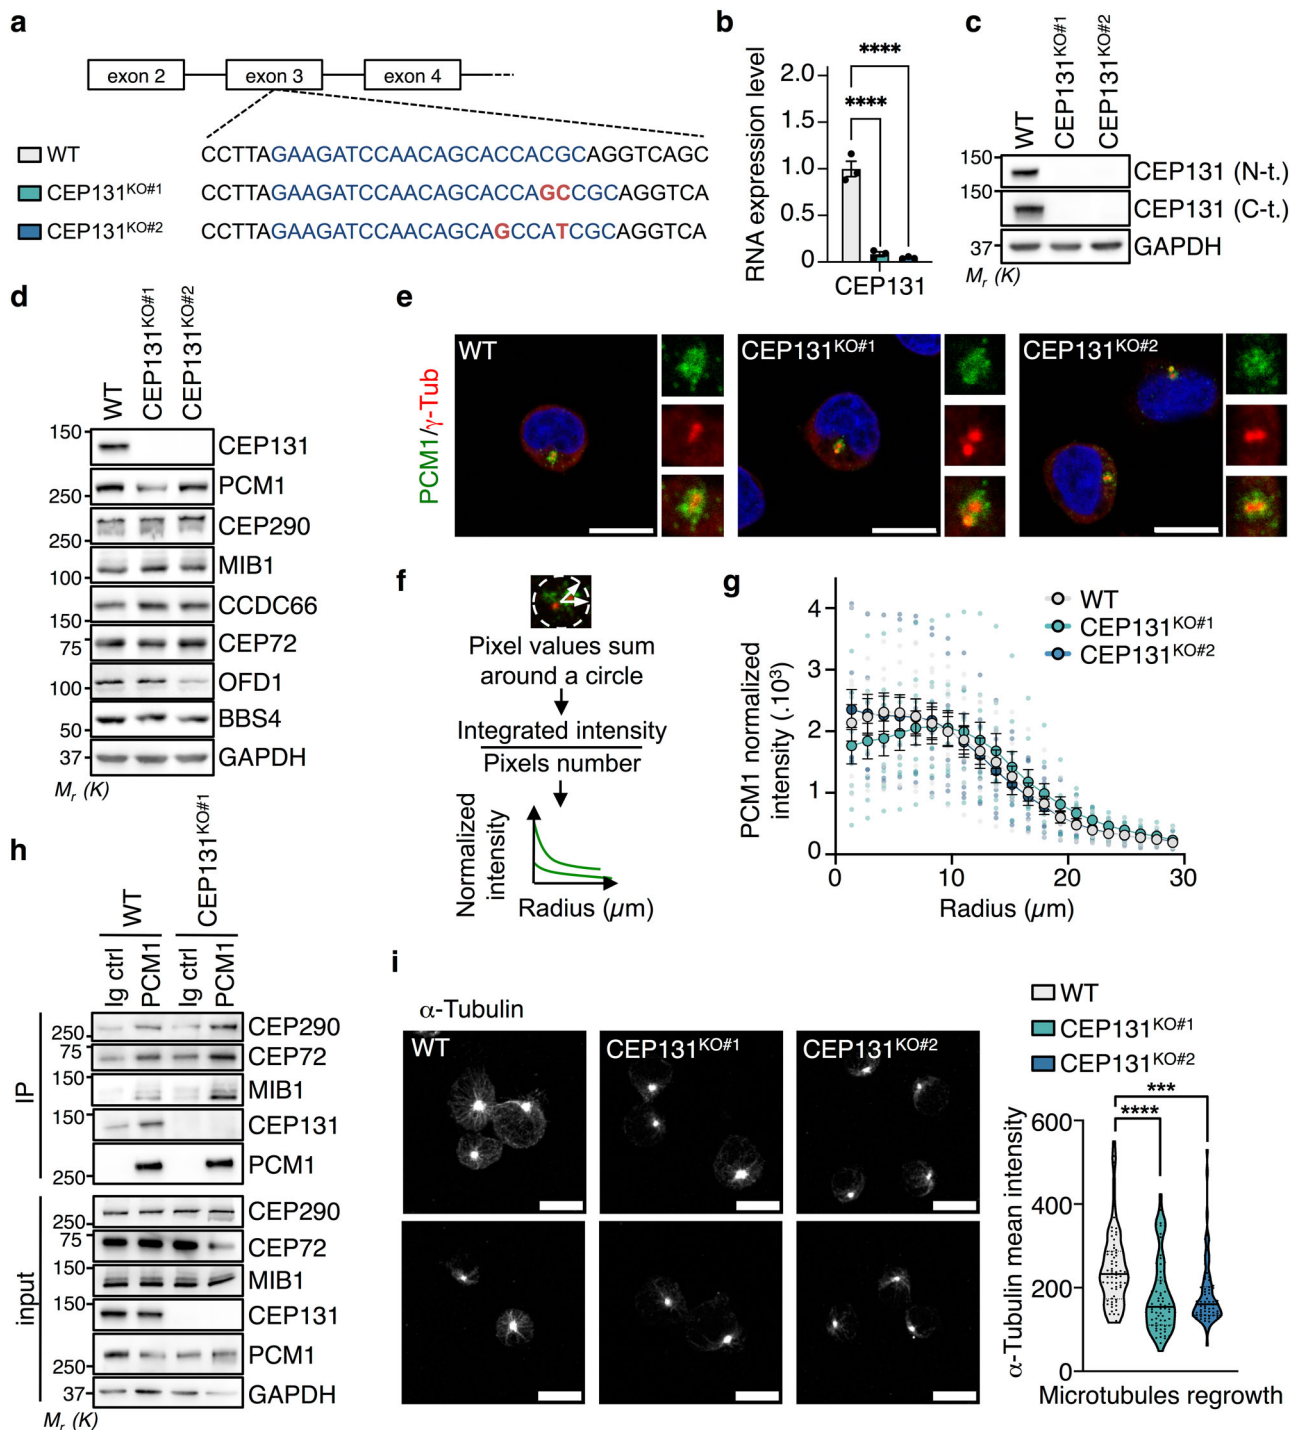 a
exon 2
exon 3
exon 4
WT
CCTTAGAAGATCCAACAGCACCACGCAGGTCAGC
CEP131KO#1
CCTTAGAAGATCCAACAGCACCAGCCCGCAGGTCA
CEP131KO#2
CCTTAGAAGATCCAACAGCAGCCATCGCAGGTCA
b
RNA expression level
2.0
1.5
1.0
0.5
0
****
****
CEP131
c
WT
CEP131KO#1
CEP131KO#2
150
CEP131 (N-t.)
150
CEP131 (C-t.)
37
GAPDH
Mr (K)
d
WT
CEP131KO#1
CEP131KO#2
150
CEP131
250
PCM1
250
CEP290
100
MIB1
150
CCDC66
75
CEP72
100
OFD1
50
BBS4
37
GAPDH
Mr (K)
e
PCM1/γ-Tub
WT
CEP131KO#1
CEP131KO#2
f
Pixel values sum
around a circle
Integrated intensity
Pixels number
Normalized
intensity
Radius (µm)
g
PCM1 normalized
intensity (.10³)
4
3
2
1
0
0
10
20
30
Radius (µm)
WT
CEP131KO#1
CEP131KO#2
h
WT
CEP131KO#1
Ig ctrl
PCM1
Ig ctrl
PCM1
IP
250
CEP290
75
CEP72
150
MIB1
150
CEP131
250
PCM1
input
250
CEP290
75
CEP72
150
MIB1
150
CEP131
250
PCM1
37
GAPDH
Mr (K)
i
α-Tubulin
WT
CEP131KO#1
CEP131KO#2
WT
CEP131KO#1
CEP131KO#2
α-Tubulin mean intensity
600
400
200
0
***
****
Microtubules regrowth